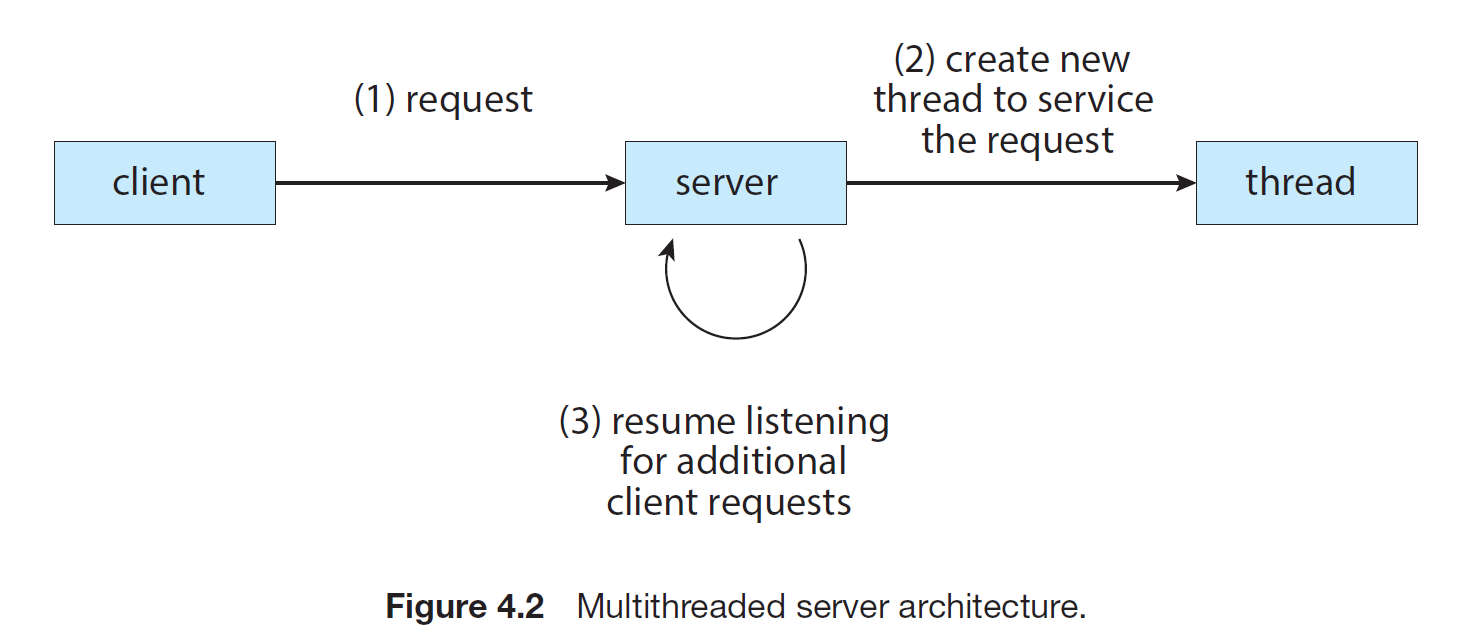 (1) request
(2) create new
thread to service
the request
client
server
thread
(3) resume listening
for additional
client requests
Figure 4.2 Multithreaded server architecture.